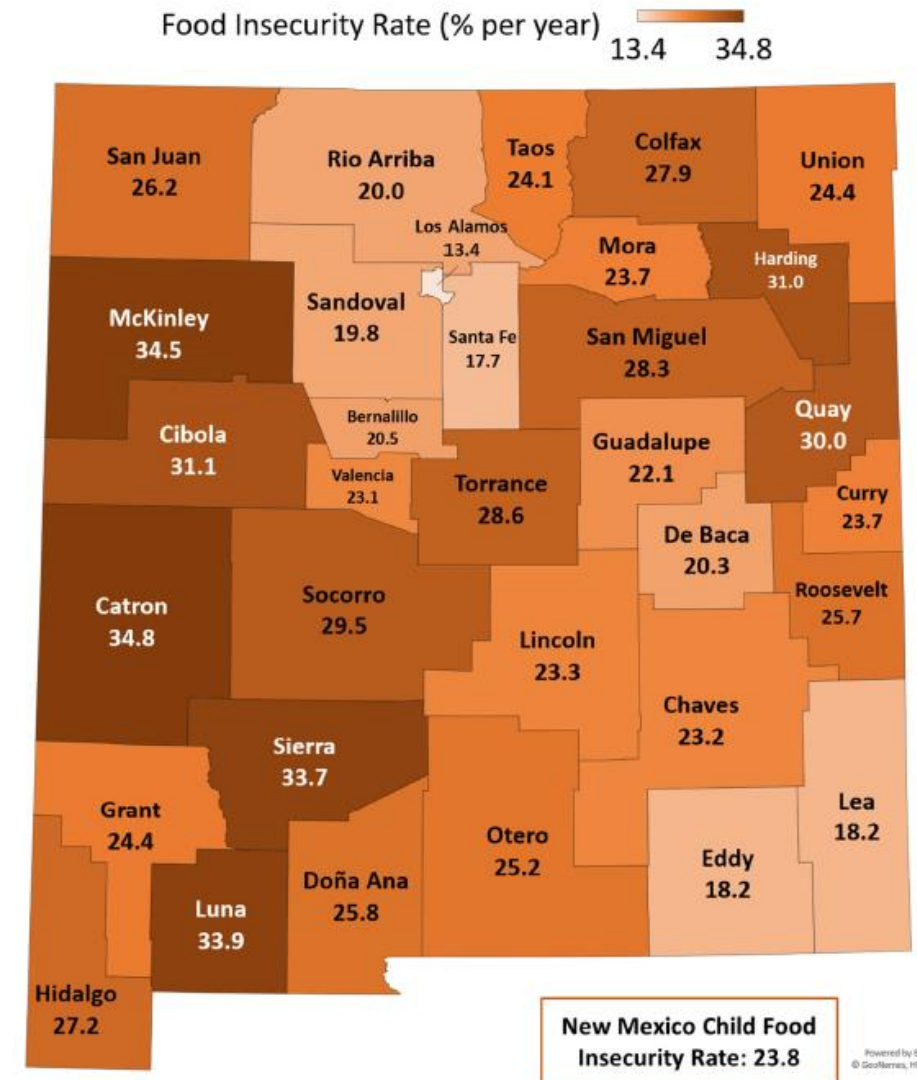 Food Insecurity Rate (% per year)
13.4
34.8
San Juan
26.2
Rio Arriba
20.0
Taos
24.1
Colfax
27.9
Union
24.4
Los Alamos
13.4
Mora
23.7
Harding
31.0
McKinley
34.5
Sandoval
19.8
Santa Fe
17.7
San Miguel
28.3
Cibola
31.1
Bernalillo
20.5
Quay
30.0
Valencia
23.1
Torrance
28.6
Guadalupe
22.1
Curry
23.7
De Baca
20.3
Catron
34.8
Socorro
29.5
Roosevelt
25.7
Lincoln
23.3
Chaves
23.2
Sierra
33.7
Grant
24.4
Lea
18.2
Otero
25.2
Eddy
18.2
Doña Ana
25.8
Luna
33.9
Hidalgo
27.2
New Mexico Child Food
Insecurity Rate: 23.8
Powered by
© GeoNames,